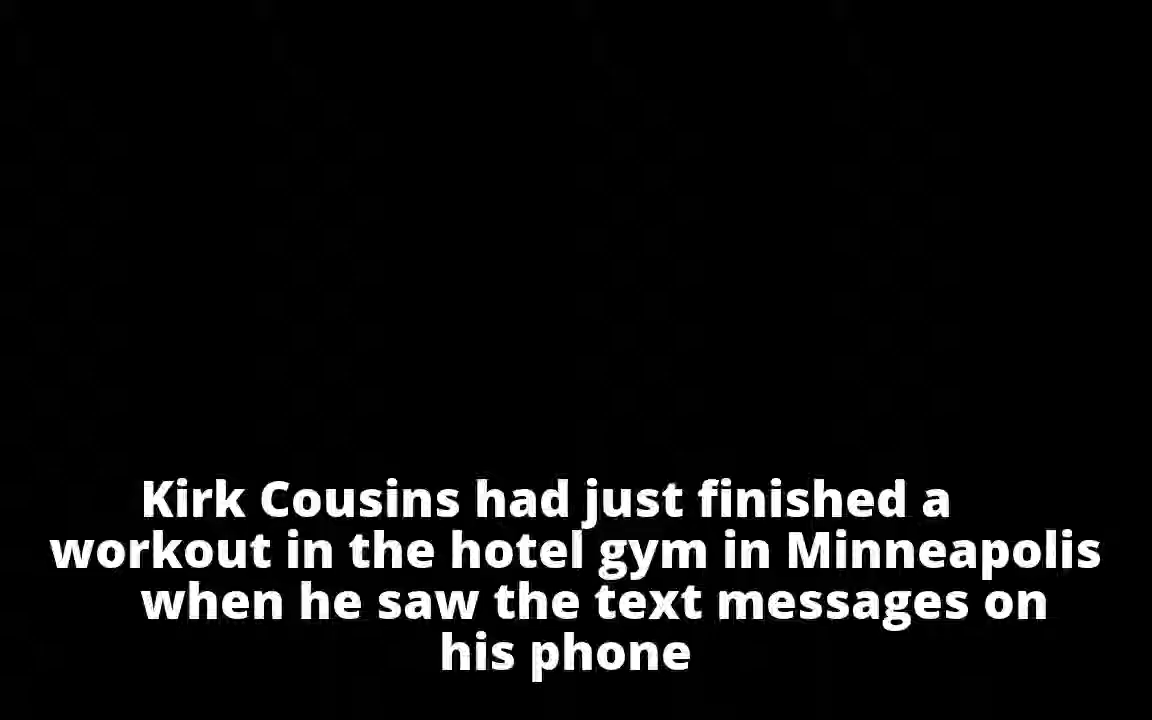 Kirk Cousins had just finished a
workout in the hotel gym in Minneapolis
when he saw the text messages on
his phone